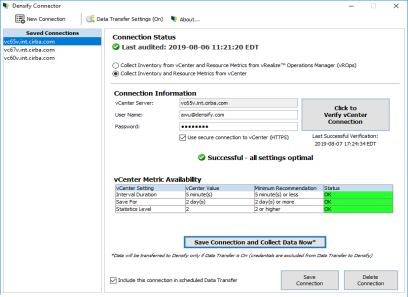 Densify Connector
New Connection
Data Transfer Settings (On)
About...
Saved Connections
vc65v.int.cirba.com
vc67v.int.cirba.com
vc60v.int.cirba.com
Connection Status
Last audited: 2019-08-06 11:21:20 EDT
Collect Inventory from vCenter and Resource Metrics from vRealize™ Operations Manager (vROps)
Collect Inventory and Resource Metrics from vCenter
Connection Information
vCenter Server:
vc65v.int.cirba.com
User Name:
awu@densify.com
Password:
••••••••
Use secure connection to vCenter (HTTPS)
Click to
Verify vCenter
Connection
Last Successful Verification:
2019-08-07 17:24:34 EDT
Successful - all settings optimal
vCenter Metric Availability
vCenter Setting vCenter Value Minimum Recommendation Status
Interval Duration 5 minute(s) 5 minute(s) or less OK
Save For 2 day(s) 2 day(s) or more OK
Statistics Level 2 2 or higher OK
Save Connection and Collect Data Now*
*Data will be transferred to Densify only if Data Transfer is On (credentials are excluded from Data Transfer to Densify)
Include this connection in scheduled Data Transfer
Save
Connection
Delete
Connection